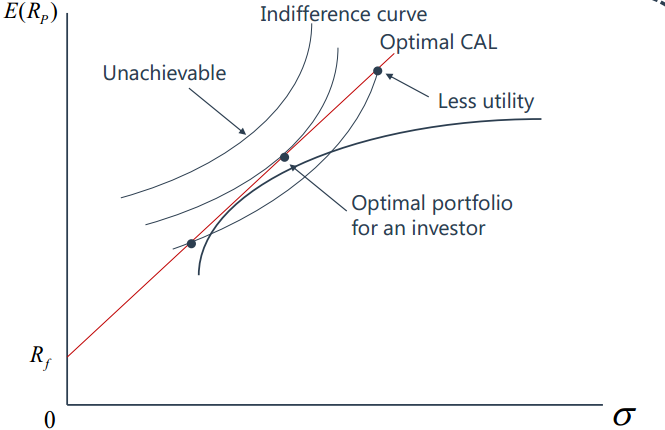 E(R_P)
Indifference curve
Optimal CAL
Unachievable
Less utility
Optimal portfolio
for an investor
R_f
0
σ